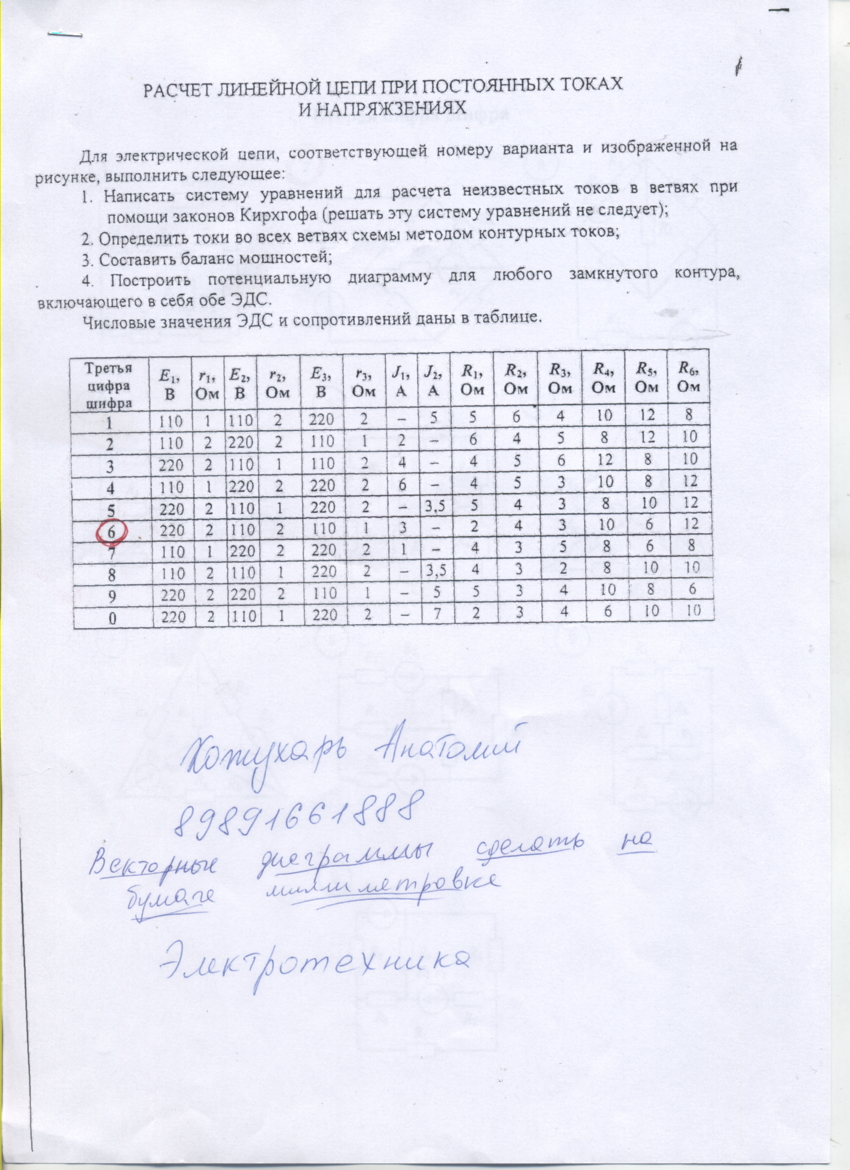 РАСЧЕТ ЛИНЕЙНОЙ ЦЕПИ ПРИ ПОСТОЯННЫХ ТОКАХ
И НАПРЯЖЗЕНИЯХ
Для электрической цепи, соответствующей номеру варианта и изображенной на
рисунке, выполнить следующее:
1. Написать систему уравнений для расчета неизвестных токов в ветвях при
помощи законов Кирхгофа (решать эту систему уравнений не следует);
2. Определить токи во всех ветвях схемы методом контурных токов;
3. Составить баланс мощностей;
4. Построить потенциальную диаграмму для любого замкнутого контура,
включающего в себя обе ЭДС.
Числовые значения ЭДС и сопротивлений даны в таблице.
Третья цифра шифра E₁, В r₁, Ом E₂, В r₂, Ом E₃, В r₃, Ом J₁, А J₂, А R₁, Ом R₂, Ом R₃, Ом R₄, Ом R₅, Ом R₆, Ом
1 110 1 110 2 220 2 – 5 5 6 4 10 12 8
2 110 2 220 2 110 1 2 – 6 4 5 8 12 10
3 220 2 110 1 110 2 4 – 4 5 6 12 8 10
4 110 1 220 2 220 2 6 – 4 5 3 10 8 12
5 220 2 110 1 220 2 – 3,5 5 4 3 8 10 12
6 220 2 110 2 110 1 3 – 2 4 3 10 6 12
7 110 1 220 2 220 2 1 – 4 3 5 8 6 8
8 110 2 110 1 220 2 – 3,5 4 3 2 8 10 10
9 220 2 220 2 110 1 – 5 5 3 4 10 8 6
0 220 2 110 1 220 2 – 7 2 3 4 6 10 10
Кожухарь Анатолий
89891661888
Векторные диеграммы сделать на
бумаге миллиметровке
Электротехника